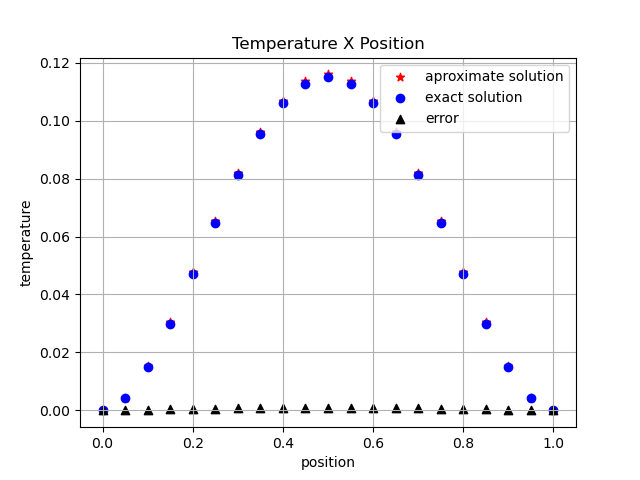 Temperature X Position
aproximate solution
exact solution
error
temperature
0.12
0.10
0.08
0.06
0.04
0.02
0.00
0.0 0.2 0.4 0.6 0.8 1.0
position